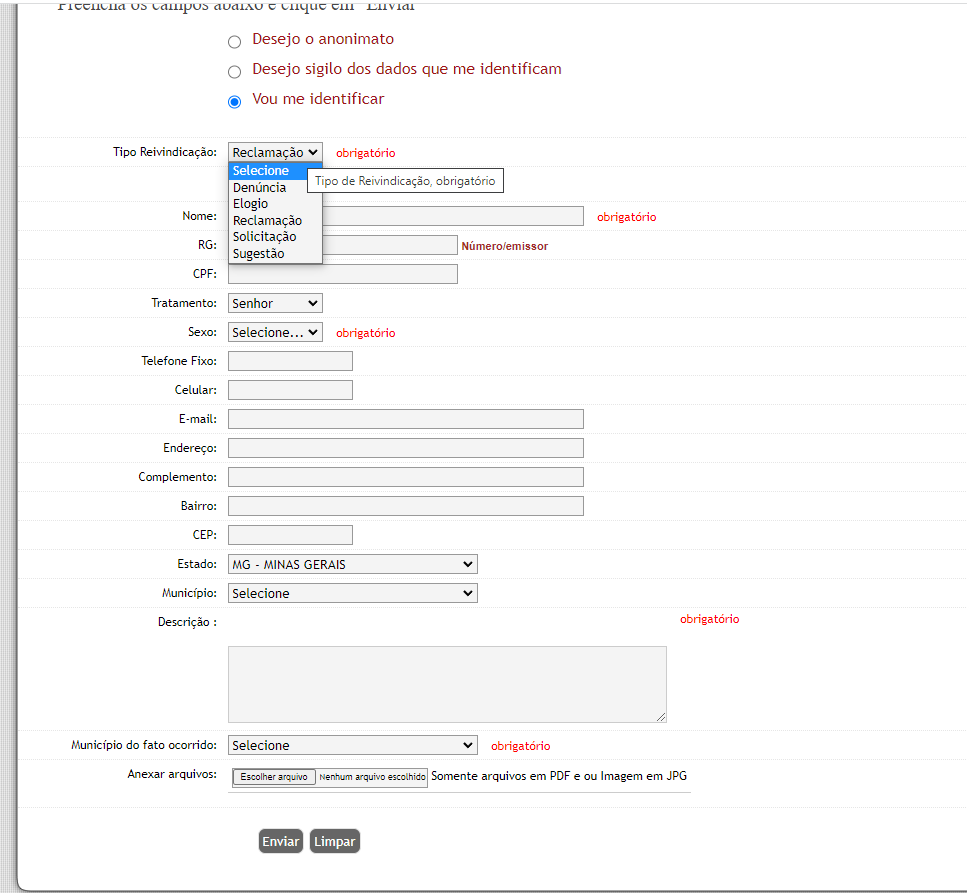 Preencha os campos abaixo e clique em "Enviar"
Desejo o anonimato
Desejo sigilo dos dados que me identificam
Vou me identificar
Tipo Reivindicação: Reclamação obrigatório
Selecione
Tipo de Reivindicação, obrigatório
Denúncia
Elogio
Reclamação
Solicitação
Sugestão
Nome: obrigatório
RG: Número/emissor
CPF:
Tratamento: Senhor
Sexo: Selecione... obrigatório
Telefone Fixo:
Celular:
E-mail:
Endereço:
Complemento:
Bairro:
CEP:
Estado: MG - MINAS GERAIS
Município: Selecione
Descrição : obrigatório
Município do fato ocorrido: Selecione obrigatório
Anexar arquivos: Escolher arquivo Nenhum arquivo escolhido Somente arquivos em PDF e ou Imagem em JPG
Enviar Limpar